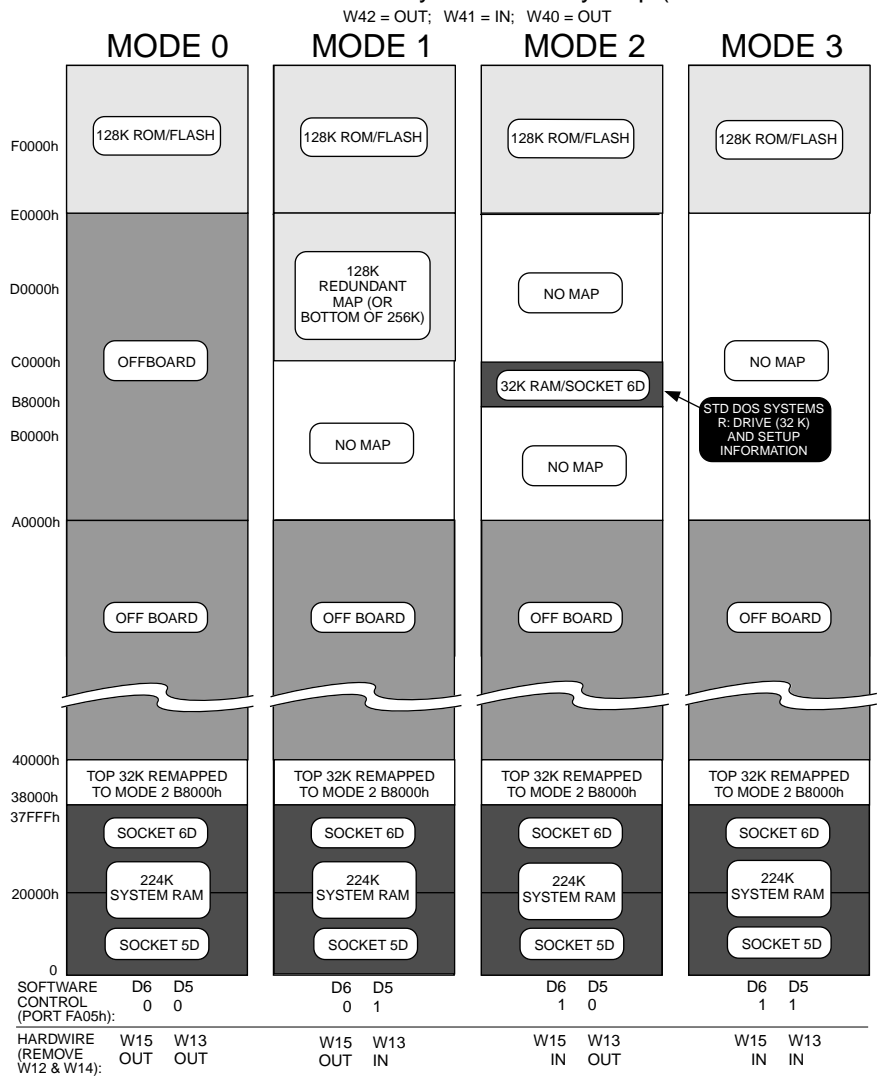 W42 = OUT; W41 = IN; W40 = OUT
MODE 0 MODE 1 MODE 2 MODE 3
F0000h
128K ROM/FLASH
128K ROM/FLASH
128K ROM/FLASH
128K ROM/FLASH
E0000h
D0000h
128K
REDUNDANT
MAP (OR
BOTTOM OF 256K)
NO MAP
C0000h
OFFBOARD
NO MAP
B8000h
32K RAM/SOCKET 6D
STD DOS SYSTEMS
R: DRIVE (32 K)
AND SETUP
INFORMATION
B0000h
NO MAP
NO MAP
A0000h
OFF BOARD
OFF BOARD
OFF BOARD
OFF BOARD
40000h
TOP 32K REMAPPED
TO MODE 2 B8000h
TOP 32K REMAPPED
TO MODE 2 B8000h
TOP 32K REMAPPED
TO MODE 2 B8000h
TOP 32K REMAPPED
TO MODE 2 B8000h
38000h
37FFFh
SOCKET 6D
SOCKET 6D
SOCKET 6D
SOCKET 6D
20000h
224K
SYSTEM RAM
224K
SYSTEM RAM
224K
SYSTEM RAM
224K
SYSTEM RAM
SOCKET 5D
SOCKET 5D
SOCKET 5D
SOCKET 5D
0
SOFTWARE
CONTROL
(PORT FA05h):
D6 D5
0 0
D6 D5
0 1
D6 D5
1 0
D6 D5
1 1
HARDWIRE
(REMOVE
W12 & W14):
W15 W13
OUT OUT
W15 W13
OUT IN
W15 W13
IN OUT
W15 W13
IN IN